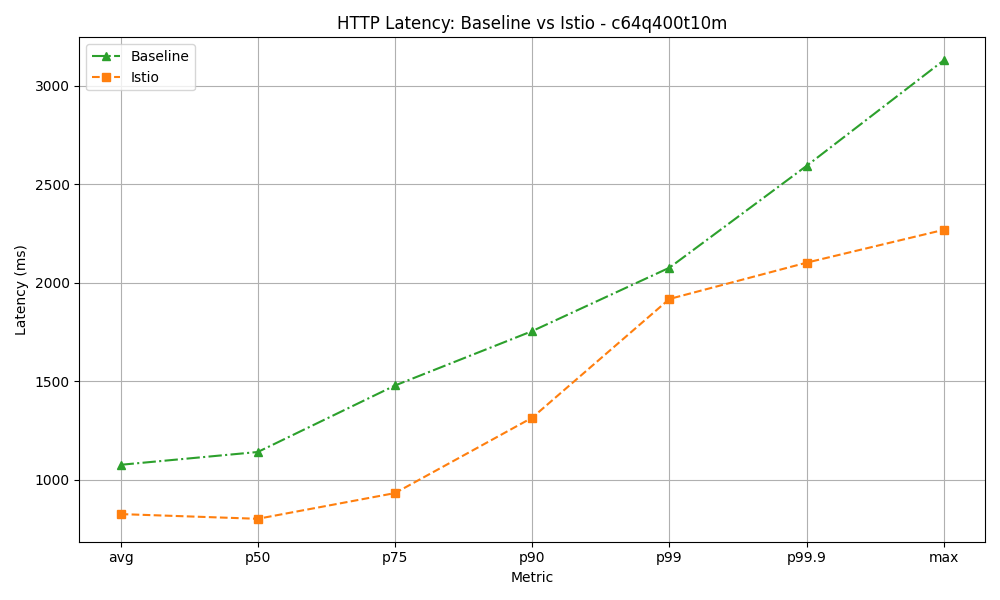 HTTP Latency: Baseline vs Istio - c64q400t10m
Baseline
Istio
Latency (ms)
3000
2500
2000
1500
1000
avg p50 p75 p90 p99 p99.9 max
Metric